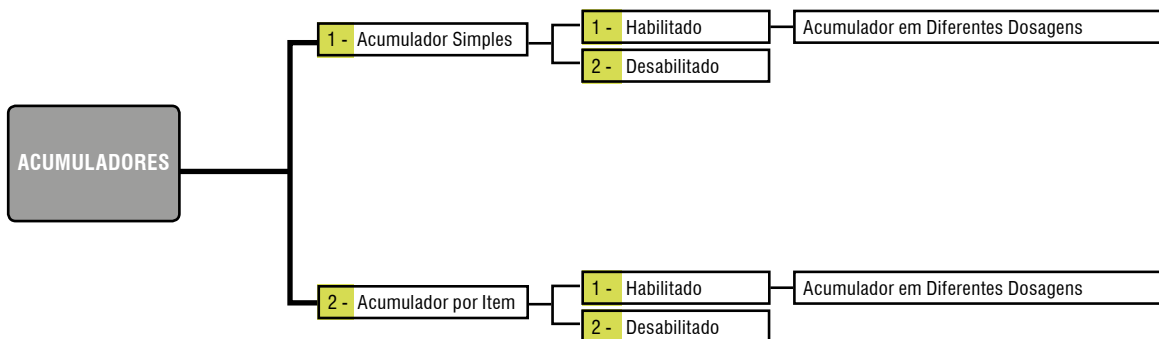 ACUMULADORES
1 - Acumulador Simples
1 - Habilitado
Acumulador em Diferentes Dosagens
2 - Desabilitado
2 - Acumulador por Item
1 - Habilitado
Acumulador em Diferentes Dosagens
2 - Desabilitado